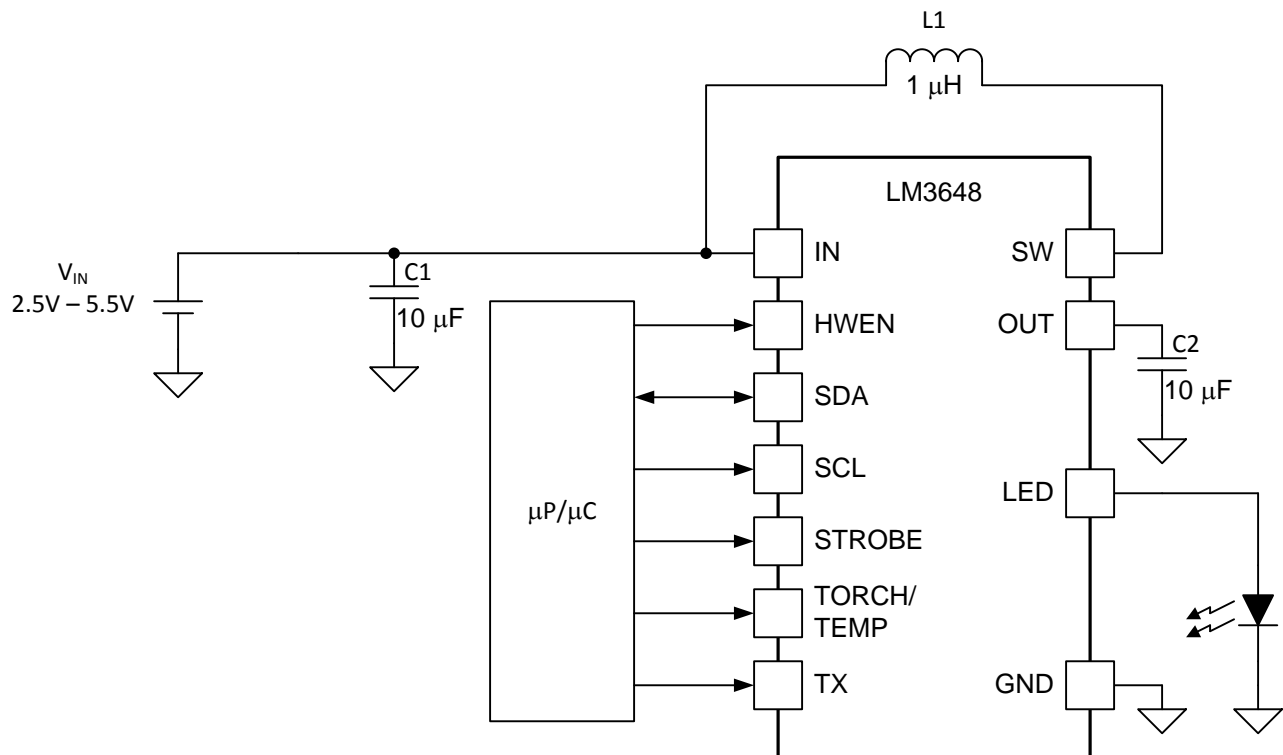 L1
1 μH
LM3648
IN
SW
VIN
2.5V – 5.5V
C1
10 μF
HWEN
OUT
C2
10 μF
SDA
SCL
LED
μP/μC
STROBE
TORCH/
TEMP
TX
GND